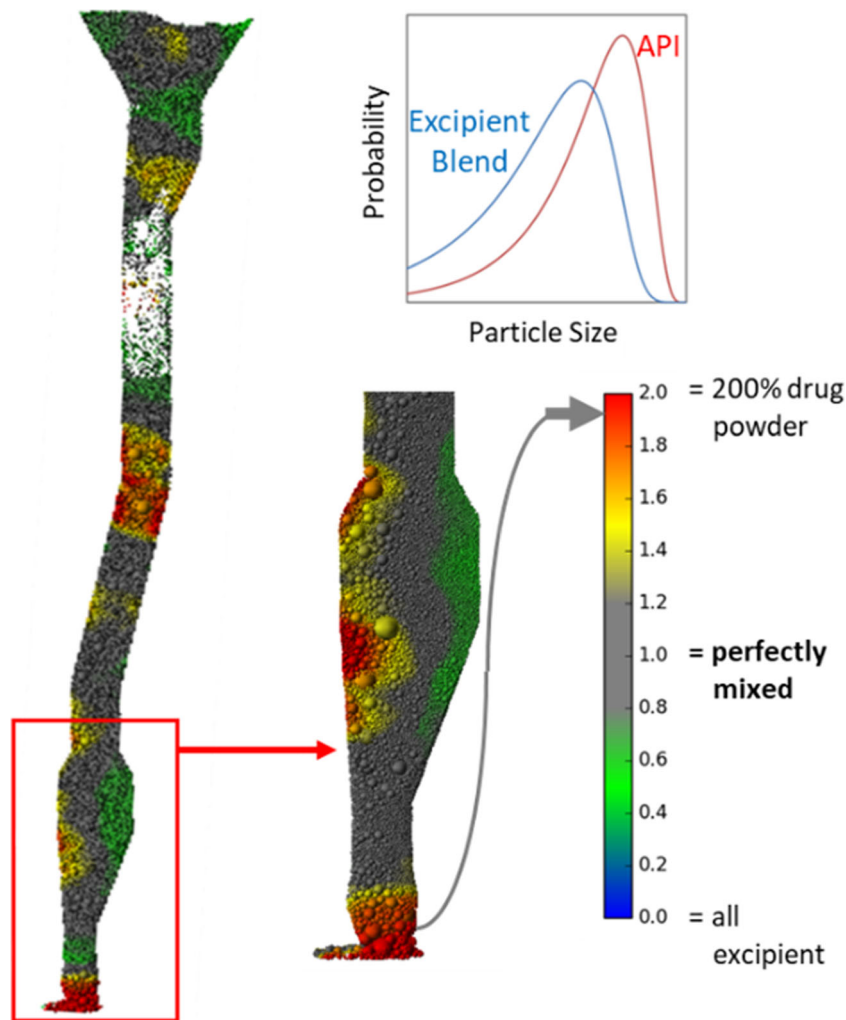 API
Excipient
Blend
Probability
Particle Size
2.0 = 200% drug
powder
1.8
1.6
1.4
1.2
1.0 = perfectly
mixed
0.8
0.6
0.4
0.2
0.0 = all
excipient